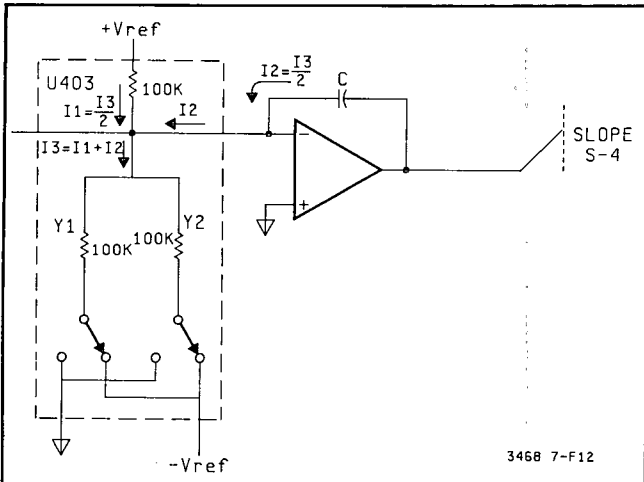 +Vref
U403
100K
I1=I3/2
I2
I2=I3/2
C
I3=I1+I2
−
+
SLOPE
S-4
Y1
100K
100K
Y2
-Vref
3468 7-F12